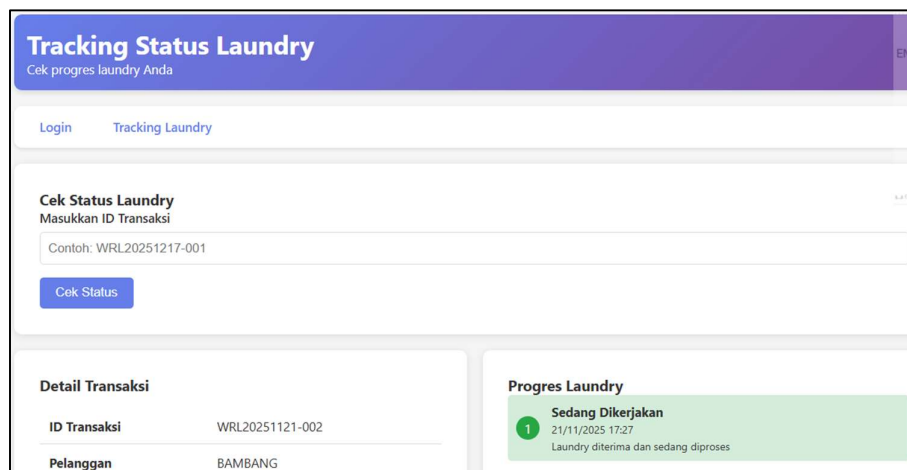 Tracking Status Laundry
Cek progres laundry Anda
Login Tracking Laundry
Cek Status Laundry
Masukkan ID Transaksi
Contoh: WRL20251217-001
Cek Status
Detail Transaksi
ID Transaksi WRL20251121-002
Pelanggan BAMBANG
Progres Laundry
1
Sedang Dikerjakan
21/11/2025 17:27
Laundry diterima dan sedang diproses